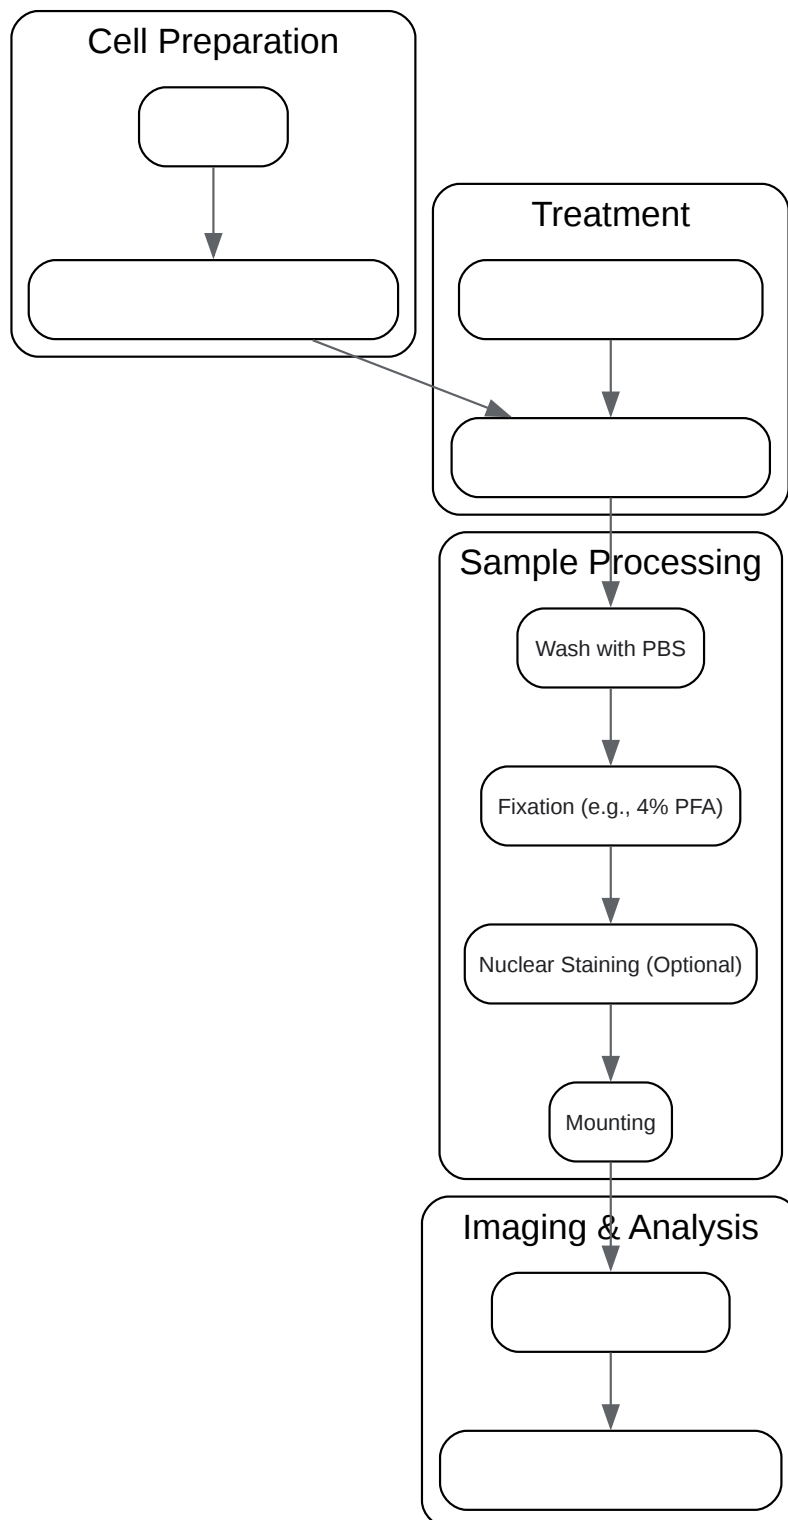 Cell Preparation
Treatment
Sample Processing
Wash with PBS
Fixation (e.g., 4% PFA)
Nuclear Staining (Optional)
Mounting
Imaging & Analysis